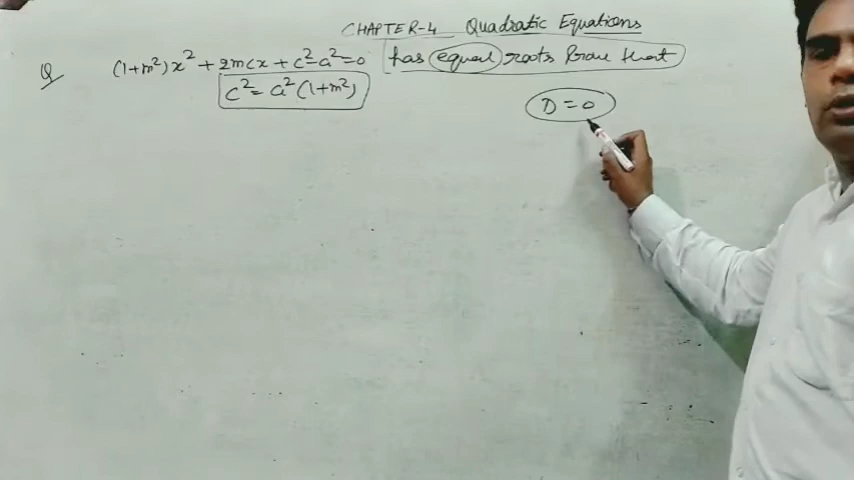 CHAPTER-4 Quadratic Equations
Q (1+m²)x² + 2mcx + c²-a²=0 has equal roots Prove that
c² = a²(1+m²)
D = 0